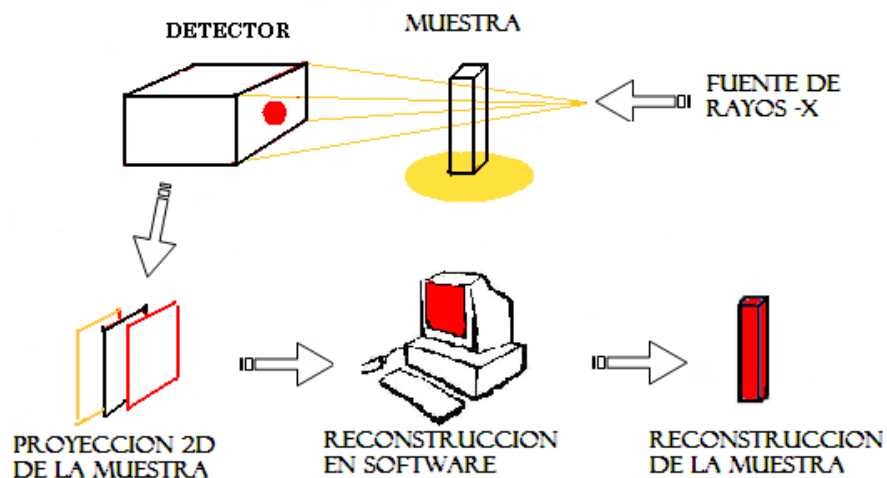 DETECTOR
MUESTRA
FUENTE DE
RAYOS -X
PROYECCION 2D
DE LA MUESTRA
RECONSTRUCCION
EN SOFTWARE
RECONSTRUCCION
DE LA MUESTRA